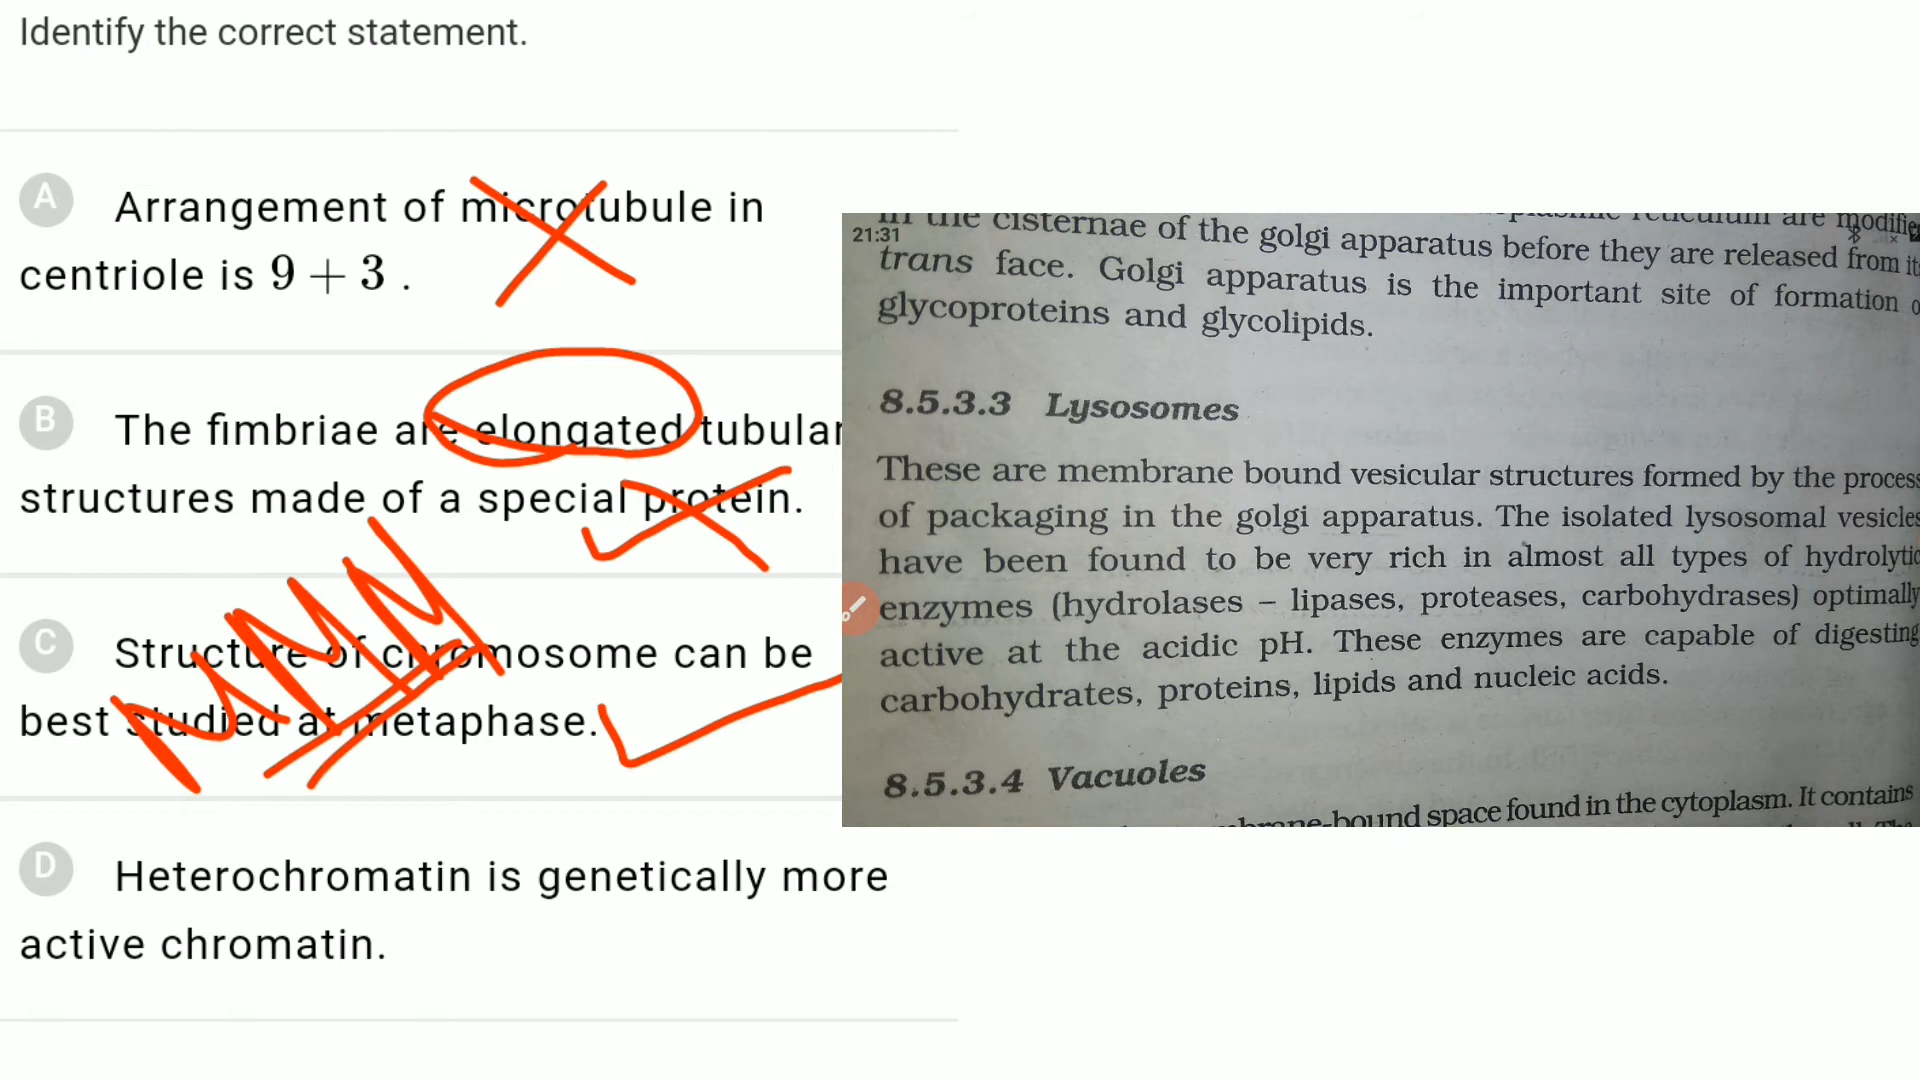 Identify the correct statement.
A Arrangement of microtubule in
centriole is 9 + 3 .
B The fimbriae are elongated tubular
structures made of a special protein.
C Structure of chromosome can be
best studied at metaphase.
D Heterochromatin is genetically more
active chromatin.
21:31
in the cisternae of the golgi apparatus before they are released from its
trans face. Golgi apparatus is the important site of formation
glycoproteins and glycolipids.
8.5.3.3 Lysosomes
These are membrane bound vesicular structures formed by the process
of packaging in the golgi apparatus. The isolated lysosomal vesicles
have been found to be very rich in almost all types of hydrolytic
enzymes (hydrolases – lipases, proteases, carbohydrases) optimally
active at the acidic pH. These enzymes are capable of digesting
carbohydrates, proteins, lipids and nucleic acids.
8.5.3.4 Vacuoles
space found in the cytoplasm. It contains